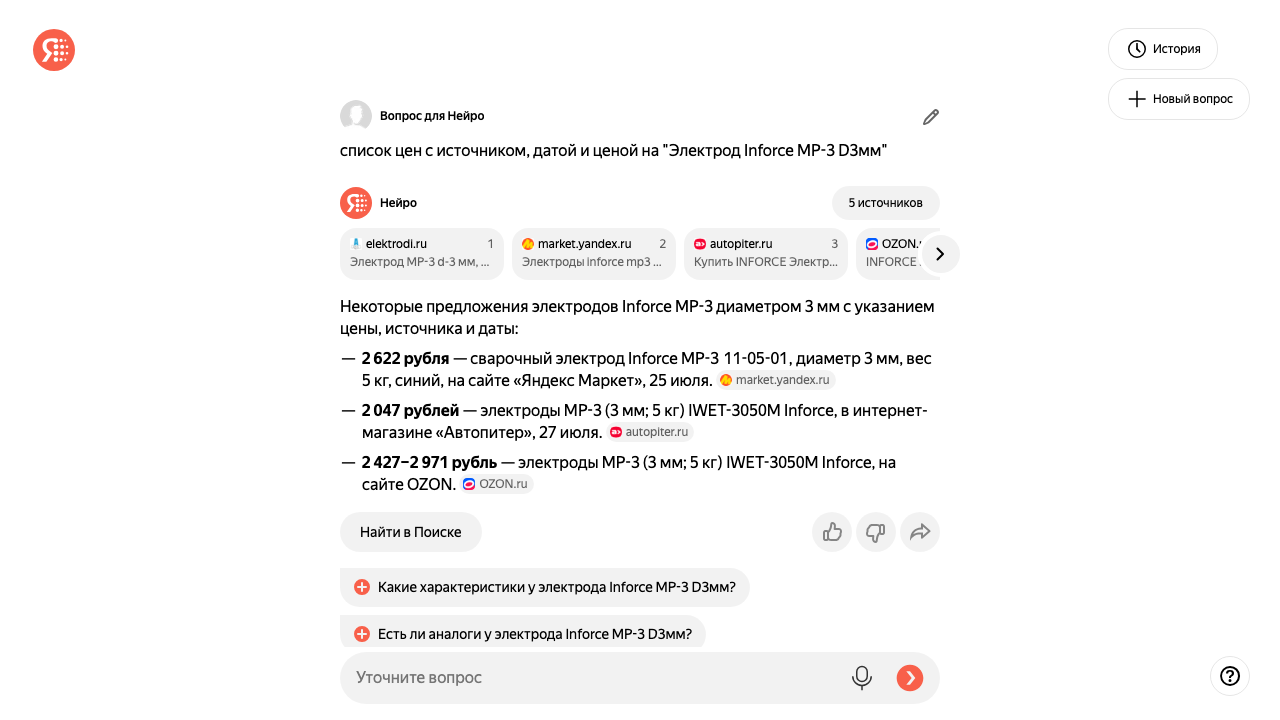 История
Новый вопрос
Вопрос для Нейро
список цен с источником, датой и ценой на "Электрод Inforce МР-3 D3мм"
Нейро
5 источников
elektrodi.ru 1
Электрод МР-3 d-3 мм, ...
market.yandex.ru 2
Электроды inforce mp3 ...
autopiter.ru 3
Купить INFORCE Электр...
OZON.r
INFORCE
Некоторые предложения электродов Inforce МР-3 диаметром 3 мм с указанием
цены, источника и даты:
— 2 622 рубля — сварочный электрод Inforce МР-3 11-05-01, диаметр 3 мм, вес
5 кг, синий, на сайте «Яндекс Маркет», 25 июля. market.yandex.ru
— 2 047 рублей — электроды МР-3 (3 мм; 5 кг) IWET-3050M Inforce, в интернет-
магазине «Автопитер», 27 июля. autopiter.ru
— 2 427–2 971 рубль — электроды МР-3 (3 мм; 5 кг) IWET-3050M Inforce, на
сайте OZON. OZON.ru
Найти в Поиске
Какие характеристики у электрода Inforce МР-3 D3мм?
Есть ли аналоги у электрода Inforce МР-3 D3мм?
Уточните вопрос